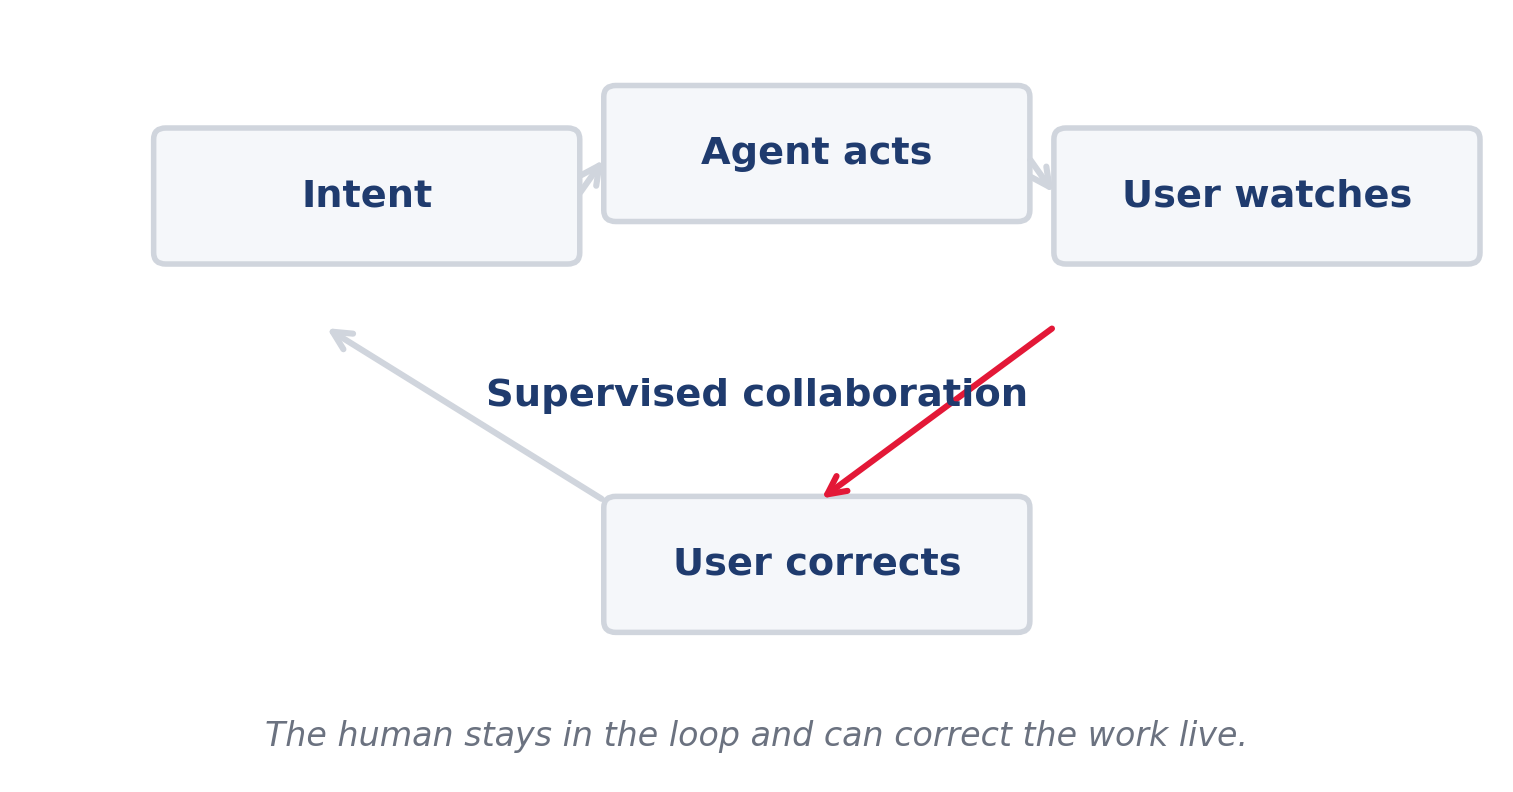 Agent acts
Intent
User watches
Supervised collaboration
User corrects
The human stays in the loop and can correct the work live.